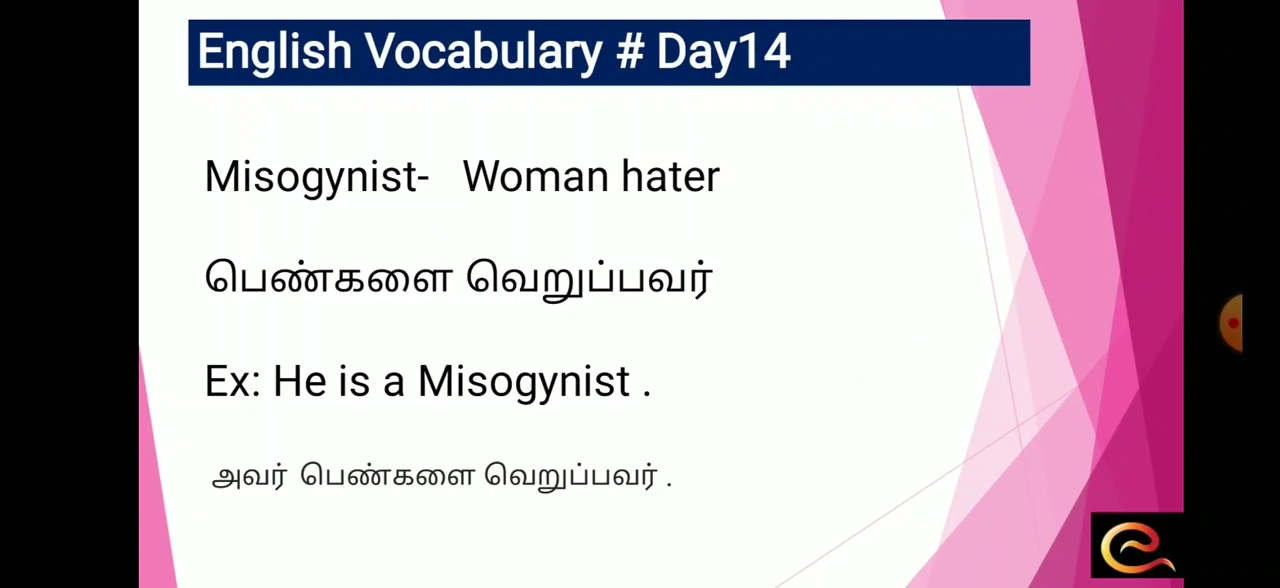 English Vocabulary # Day14
Misogynist- Woman hater
பெண்களை வெறுப்பவர்
Ex: He is a Misogynist .
அவர் பெண்களை வெறுப்பவர் .